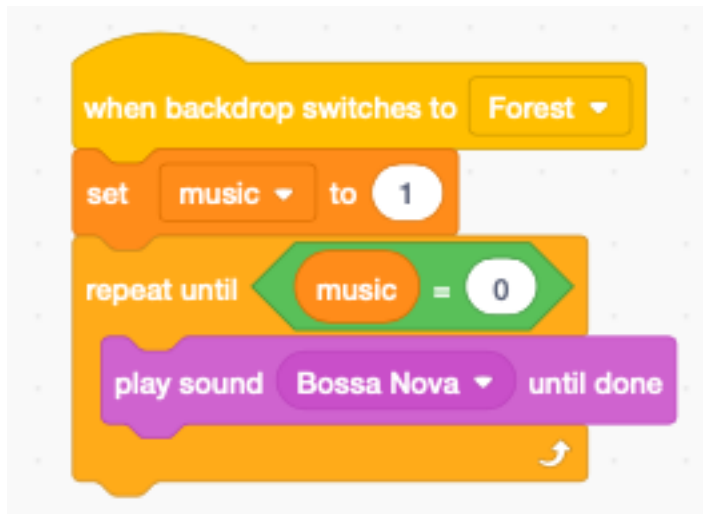 when backdrop switches to Forest
set music to 1
repeat until music = 0
play sound Bossa Nova until done